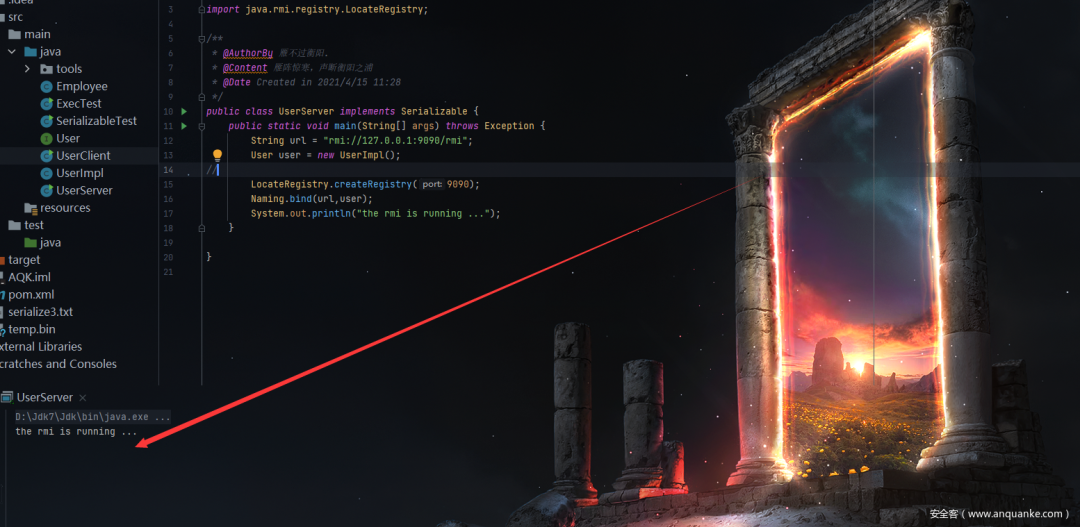 .idea
src
main
java
tools
Employee
ExecTest
SerializableTest
User
UserClient
UserImpl
UserServer
resources
test
java
target
AQK.iml
pom.xml
serialize3.txt
temp.bin
xternal Libraries
cratches and Consoles
3 import java.rmi.registry.LocateRegistry;
4
5 /**
6 * @AuthorBy 雁不过衡阳.
7 * @Content 雁阵惊寒，声断衡阳之浦
8 * @Date Created in 2021/4/15 11:28
9 */
10 public class UserServer implements Serializable {
11 public static void main(String[] args) throws Exception {
12 String url = "rmi://127.0.0.1:9090/rmi";
13 User user = new UserImpl();
14 //
15 LocateRegistry.createRegistry( port: 9090);
16 Naming.bind(url,user);
17 System.out.println("the rmi is running ...");
18 }
19
20 }
21
UserServer ×
D:\Jdk7\Jdk\bin\java.exe ...
the rmi is running ...
安全客（www.anquanke.com）